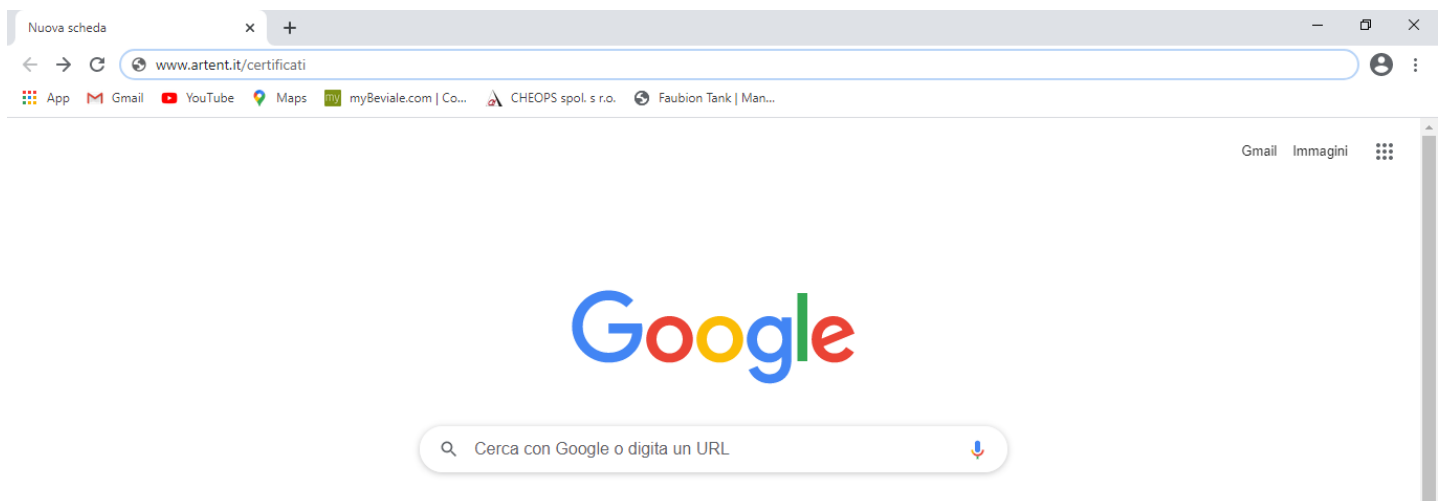 Nuova scheda
www.artent.it/certificati
App Gmail YouTube Maps my myBeviale.com | Co... CHEOPS spol. s r.o. Faubion Tank | Man...
Gmail Immagini
Google
Cerca con Google o digita un URL